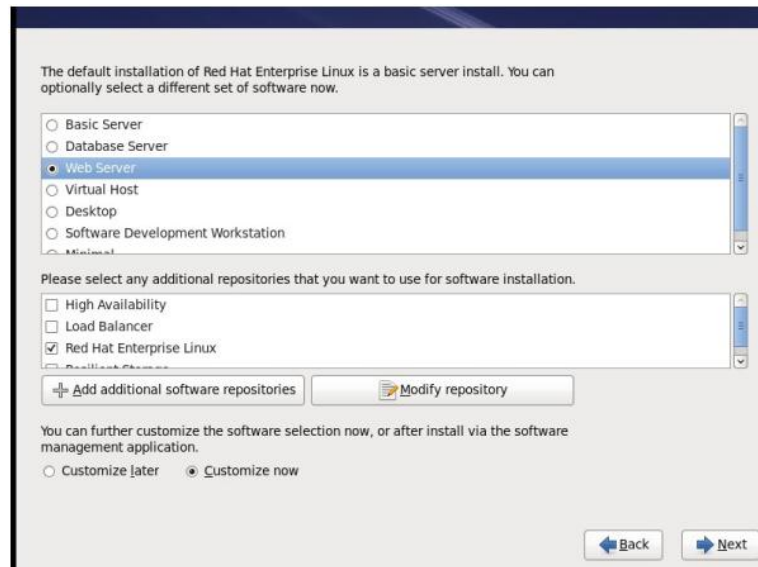 The default installation of Red Hat Enterprise Linux is a basic server install. You can
optionally select a different set of software now.
Basic Server
Database Server
Web Server
Virtual Host
Desktop
Software Development Workstation
Minimal
Please select any additional repositories that you want to use for software installation.
High Availability
Load Balancer
Red Hat Enterprise Linux
Resilient Storage
Add additional software repositories
Modify repository
You can further customize the software selection now, or after install via the software
management application.
Customize later
Customize now
Back
Next